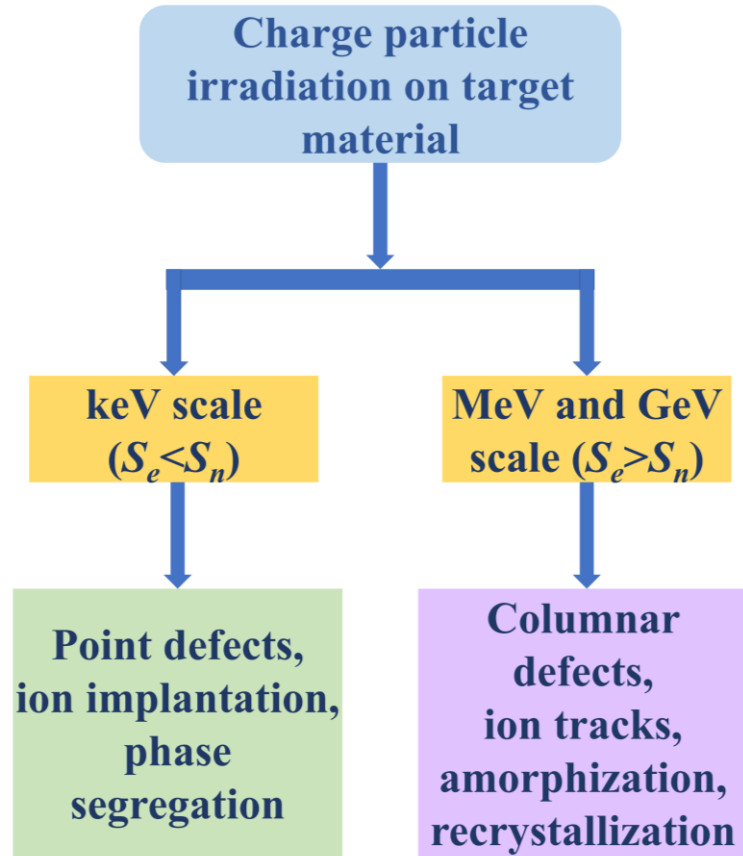 Charge particle
irradiation on target
material
keV scale
(Se<Sn)
MeV and GeV
scale (Se>Sn)
Point defects,
ion implantation,
phase
segregation
Columnar
defects,
ion tracks,
amorphization,
recrystallization